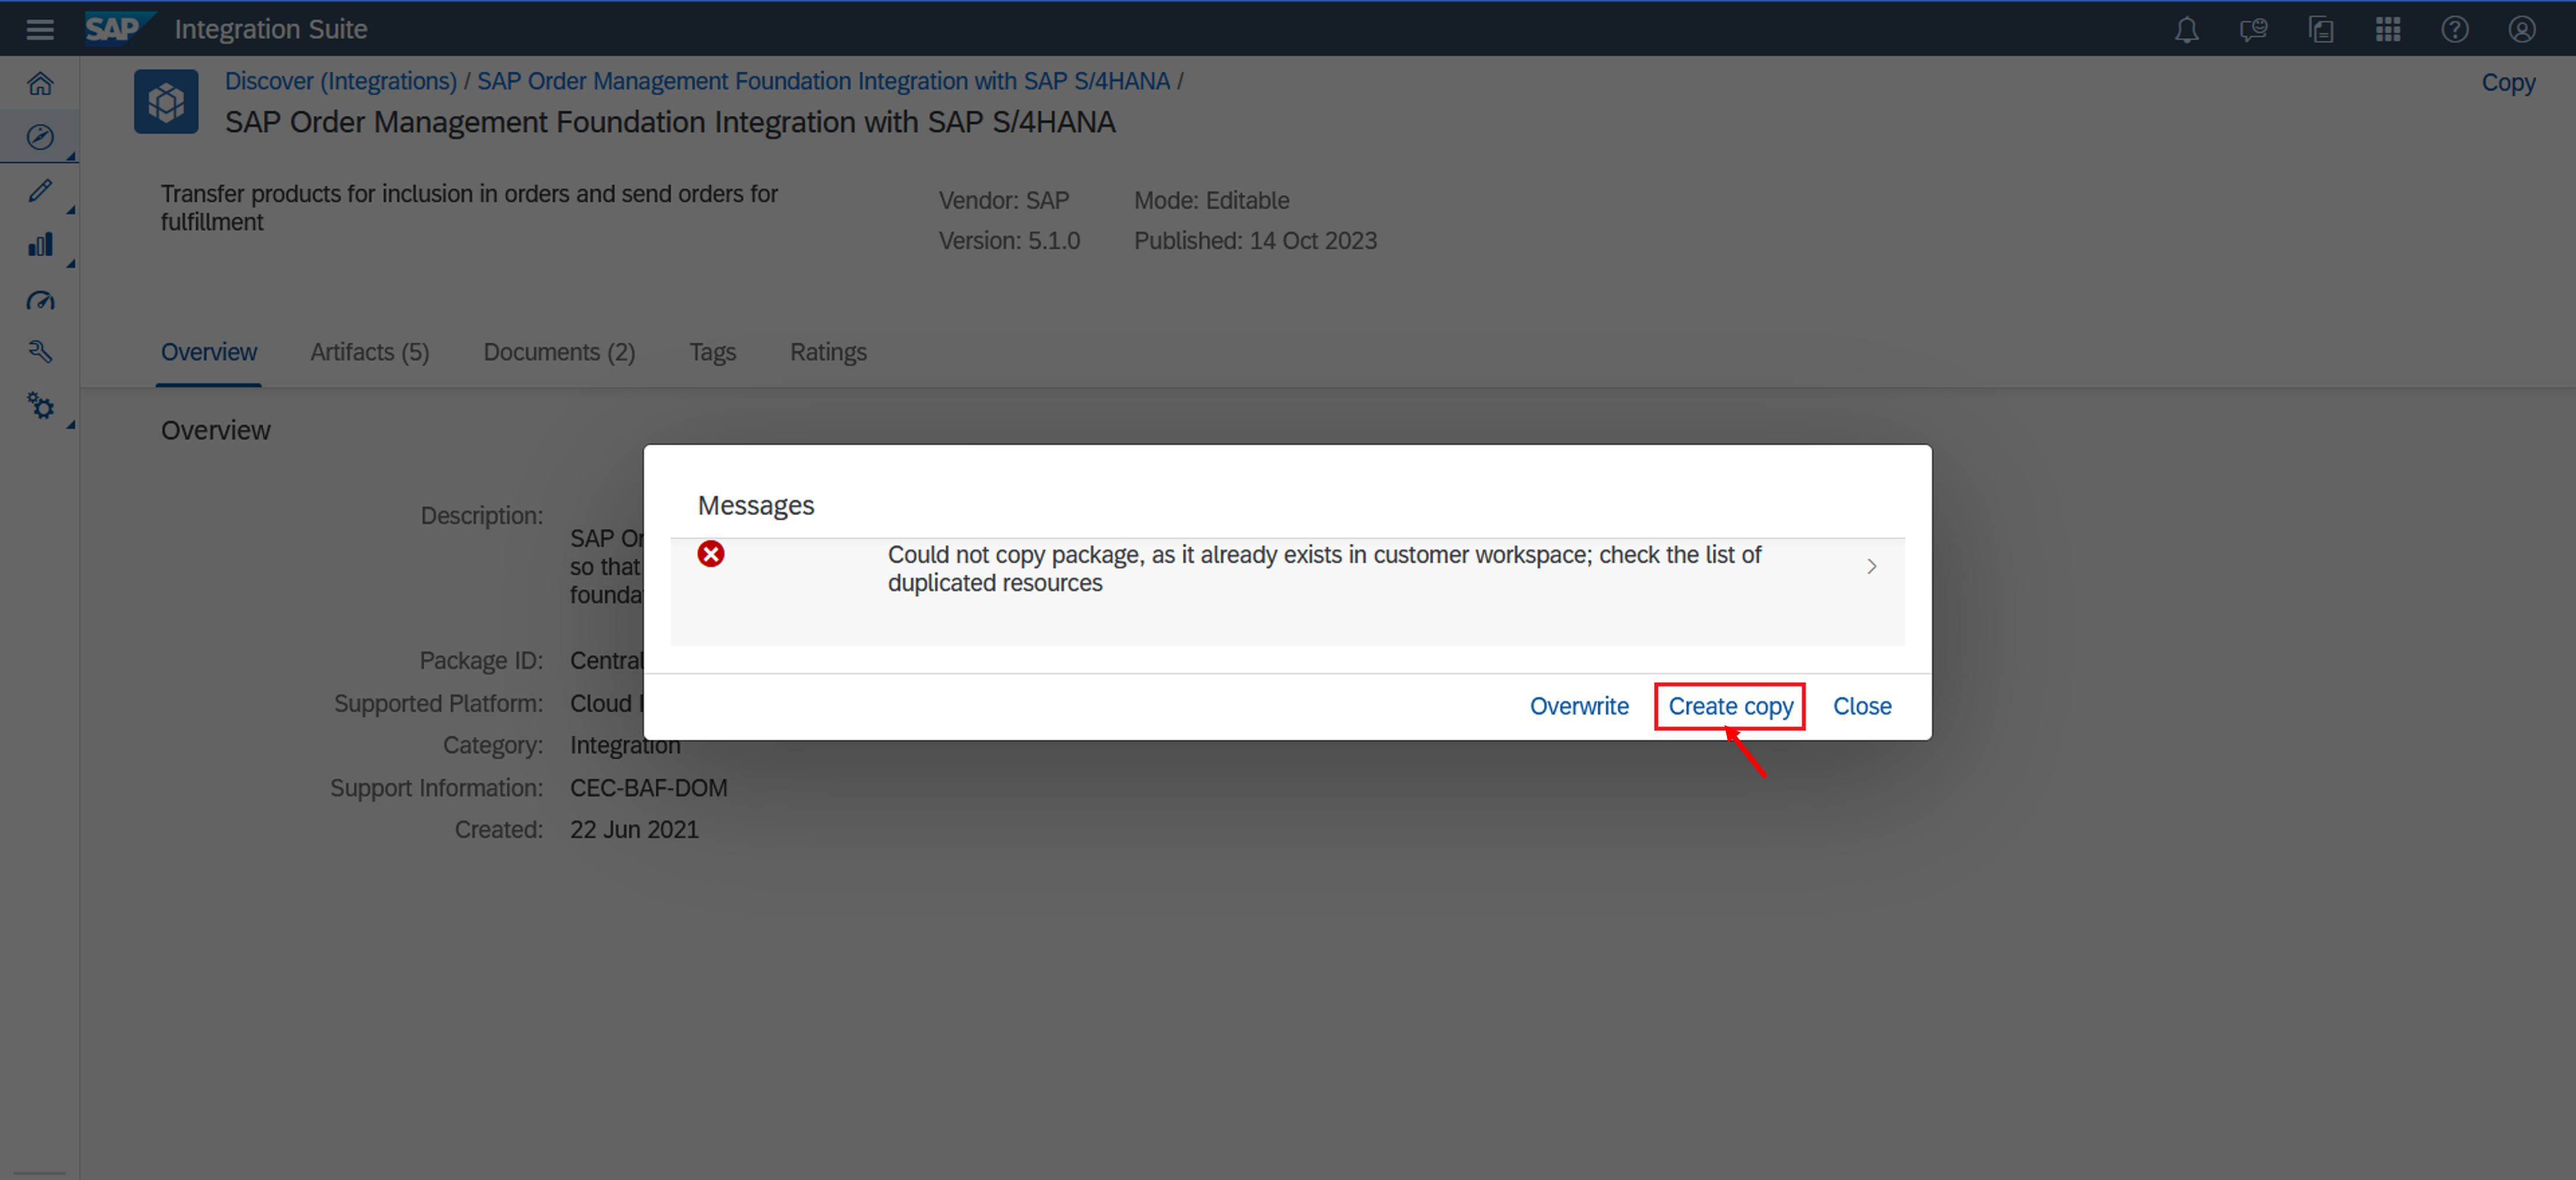 SAP Integration Suite
Discover (Integrations) / SAP Order Management Foundation Integration with SAP S/4HANA /
Copy
SAP Order Management Foundation Integration with SAP S/4HANA
Transfer products for inclusion in orders and send orders for
fulfillment
Vendor: SAP
Mode: Editable
Version: 5.1.0
Published: 14 Oct 2023
Overview
Artifacts (5)
Documents (2)
Tags
Ratings
Overview
Description:
SAP Or
so that
founda
Package ID: Central
Supported Platform: Cloud
Category: Integration
Support Information: CEC-BAF-DOM
Created: 22 Jun 2021
Messages
Could not copy package, as it already exists in customer workspace; check the list of
duplicated resources
Overwrite
Create copy
Close